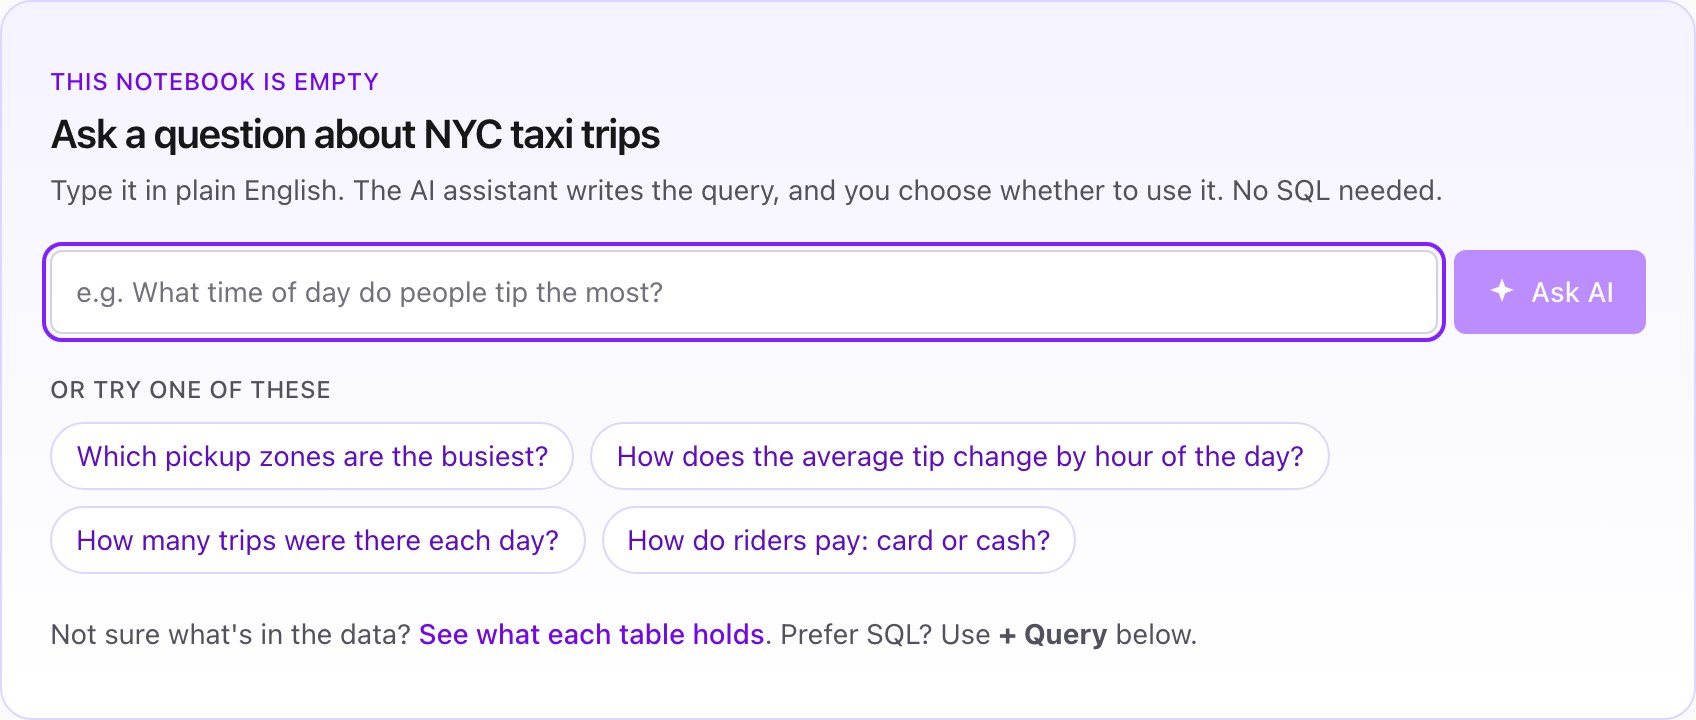 THIS NOTEBOOK IS EMPTY
Ask a question about NYC taxi trips
Type it in plain English. The AI assistant writes the query, and you choose whether to use it. No SQL needed.
e.g. What time of day do people tip the most?
Ask AI
OR TRY ONE OF THESE
Which pickup zones are the busiest?
How does the average tip change by hour of the day?
How many trips were there each day?
How do riders pay: card or cash?
Not sure what's in the data? See what each table holds. Prefer SQL? Use + Query below.